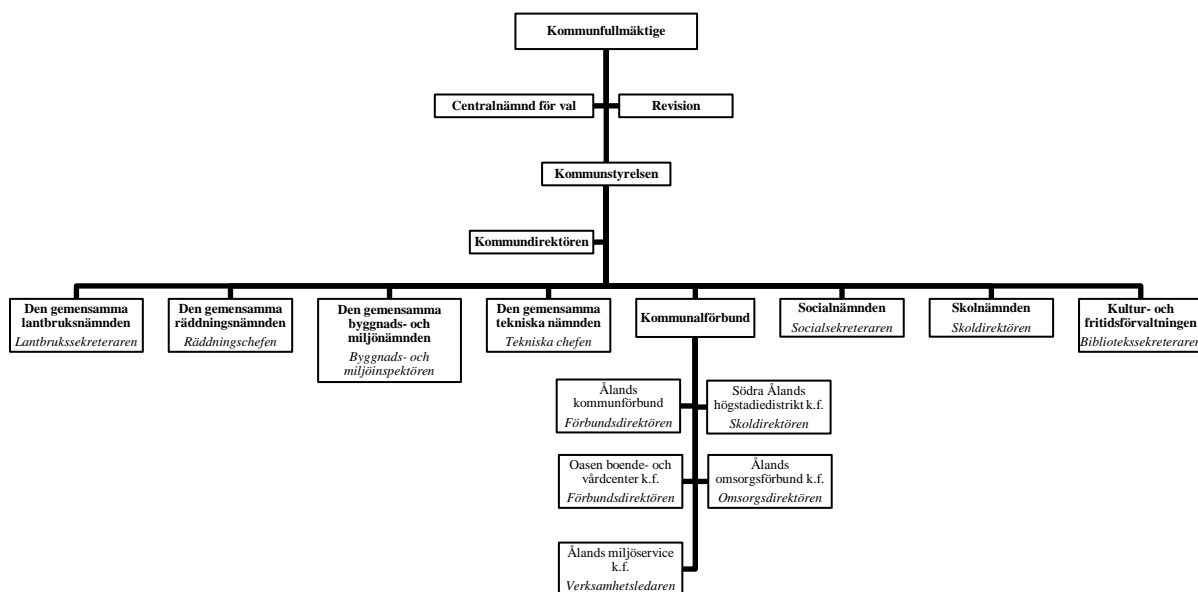 Kommunfullmäktige
Centralnämnd för val
Revision
Kommunstyrelsen
Kommundirektören
Den gemensamma
lantbruksnämnden
Lantbrukssekreteraren
Den gemensamma
räddningsnämnden
Räddningschefen
Den gemensamma
byggnads- och
miljönämnden
Byggnads- och
miljöinspektören
Den gemensamma
tekniska nämnden
Tekniska chefen
Kommunalförbund
Socialnämnden
Socialsekreteraren
Skolnämnden
Skoldirektören
Kultur- och
fritidsförvaltningen
Bibliotekssekreteraren
Ålands
kommunförbund
Förbundsdirektören
Södra Ålands
högstadiedistrikt k.f.
Skoldirektören
Oasen boende- och
vårdcenter k.f.
Förbundsdirektören
Ålands
omsorgsförbund k.f.
Omsorgsdirektören
Ålands miljöservice
k.f.
Verksamhetsledaren